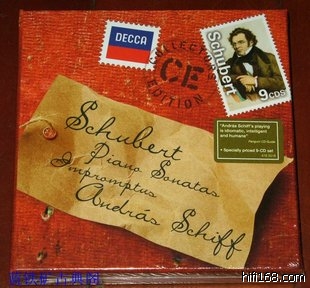 DECCA
COLLECTORS
CE
EDITION
Schubert
9 CDS
"András Schiff's playing
is idiomatic, intelligent
and humane"
Penguin CD Guide
• Specially priced 9-CD set
Schubert
Piano Sonatas
Impromptus
András Schiff
hifi168.com